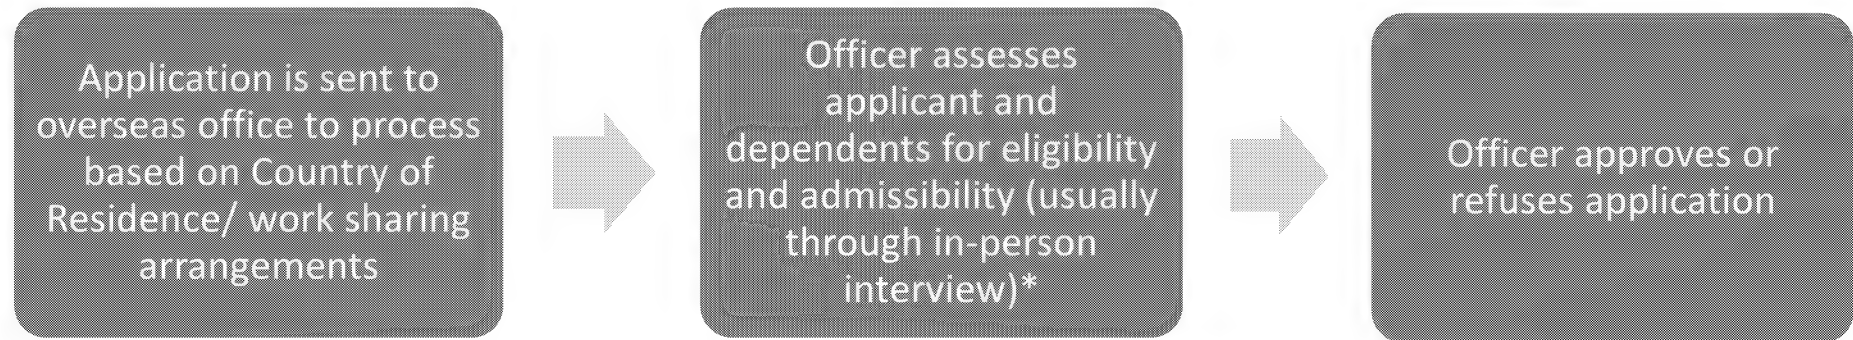 Application is sent to
overseas office to process
based on Country of
Residence/ work sharing
arrangements
Officer assesses
applicant and
dependents for eligibility
and admissibility (usually
through in-person
interview)*
Officer approves or
refuses application